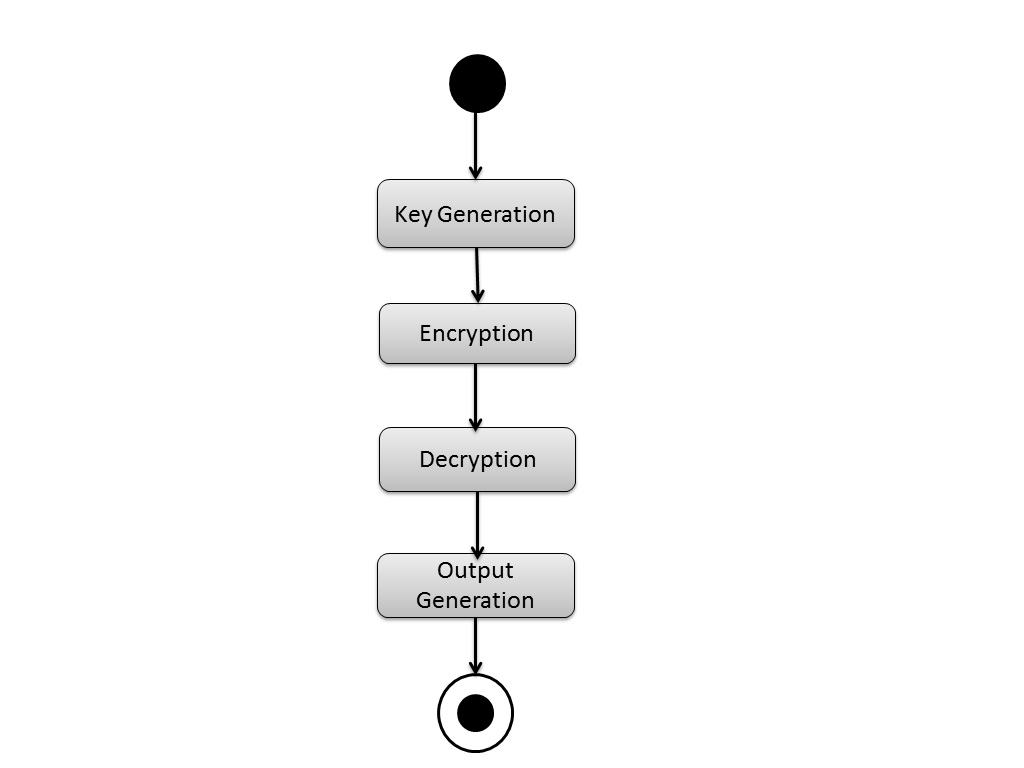 Key Generation
Encryption
Decryption
Output
Generation